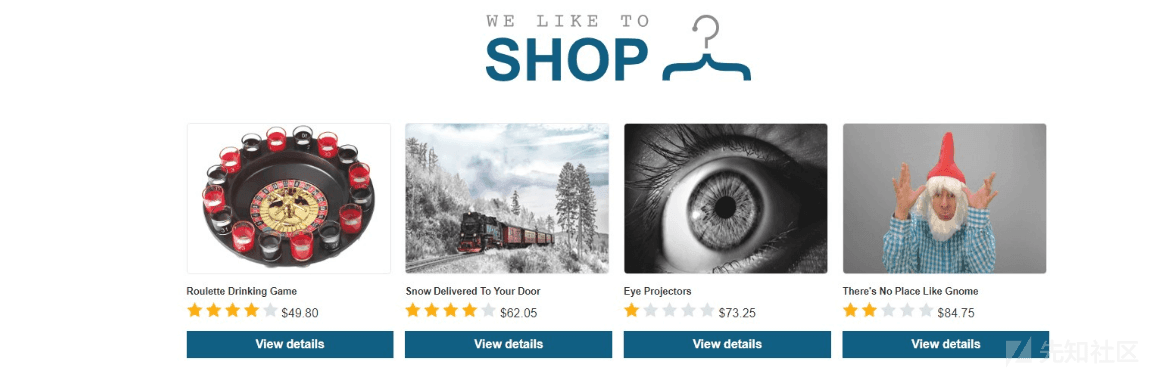 WE LIKE TO
SHOP
Roulette Drinking Game
Snow Delivered To Your Door
Eye Projectors
There's No Place Like Gnome
$49.80
$62.05
$73.25
$84.75
View details
View details
View details
View details
先知社区